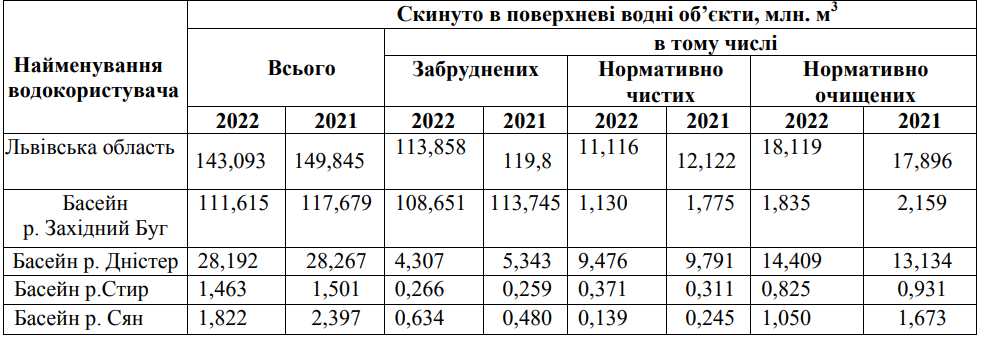 Найменування водокористувача
Скинуто в поверхневі водні об’єкти, млн. м³
Всього
в тому числі
Забруднених
Нормативно чистих
Нормативно очищених
2022 2021 2022 2021 2022 2021 2022 2021
Львівська область 143,093 149,845 113,858 119,8 11,116 12,122 18,119 17,896
Басейн р. Західний Буг 111,615 117,679 108,651 113,745 1,130 1,775 1,835 2,159
Басейн р. Дністер 28,192 28,267 4,307 5,343 9,476 9,791 14,409 13,134
Басейн р.Стир 1,463 1,501 0,266 0,259 0,371 0,311 0,825 0,931
Басейн р. Сян 1,822 2,397 0,634 0,480 0,139 0,245 1,050 1,673